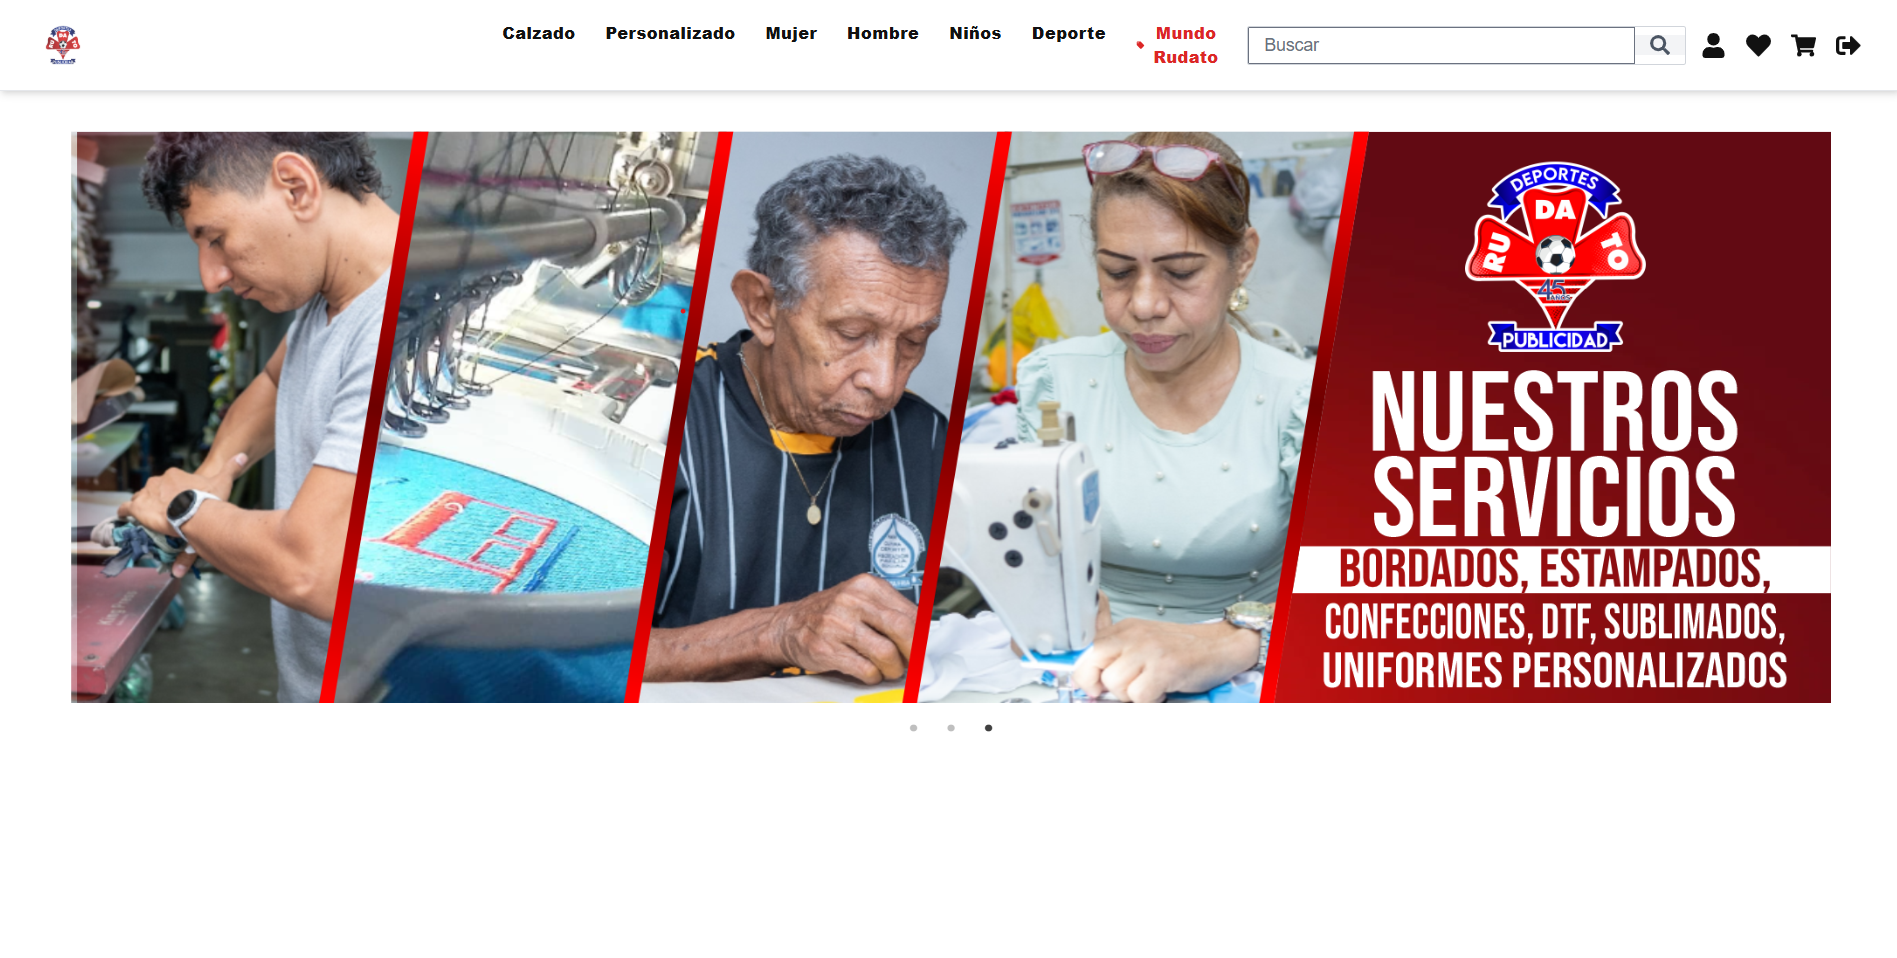 Calzado
Personalizado
Mujer
Hombre
Niños
Deporte
Mundo
Rudato
Buscar
DEPORTES
RU DA TO
45
AÑOS
PUBLICIDAD
NUESTROS
SERVICIOS
BORDADOS, ESTAMPADOS,
CONFECCIONES, DTF, SUBLIMADOS,
UNIFORMES PERSONALIZADOS